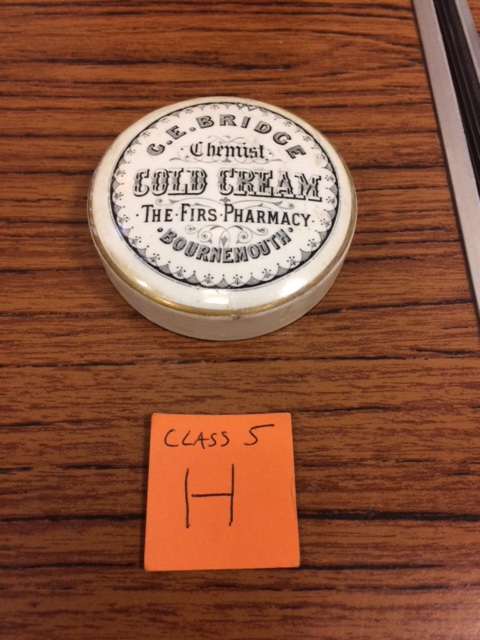 C.E.BRIDGE
Chemist.
COLD CREAM
·THE·FIRS·PHARMACY·
·BOURNEMOUTH·
CLASS 5
H